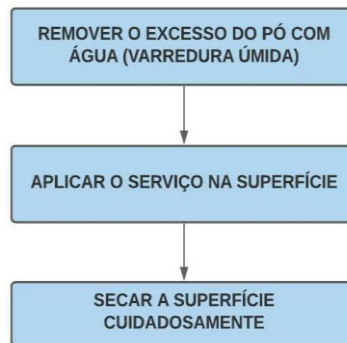 REMOVER O EXCESSO DO PÓ COM
ÁGUA (VARREDURA ÚMIDA)
APLICAR O SERVIÇO NA SUPERFÍCIE
SECAR A SUPERFÍCIE
CUIDADOSAMENTE